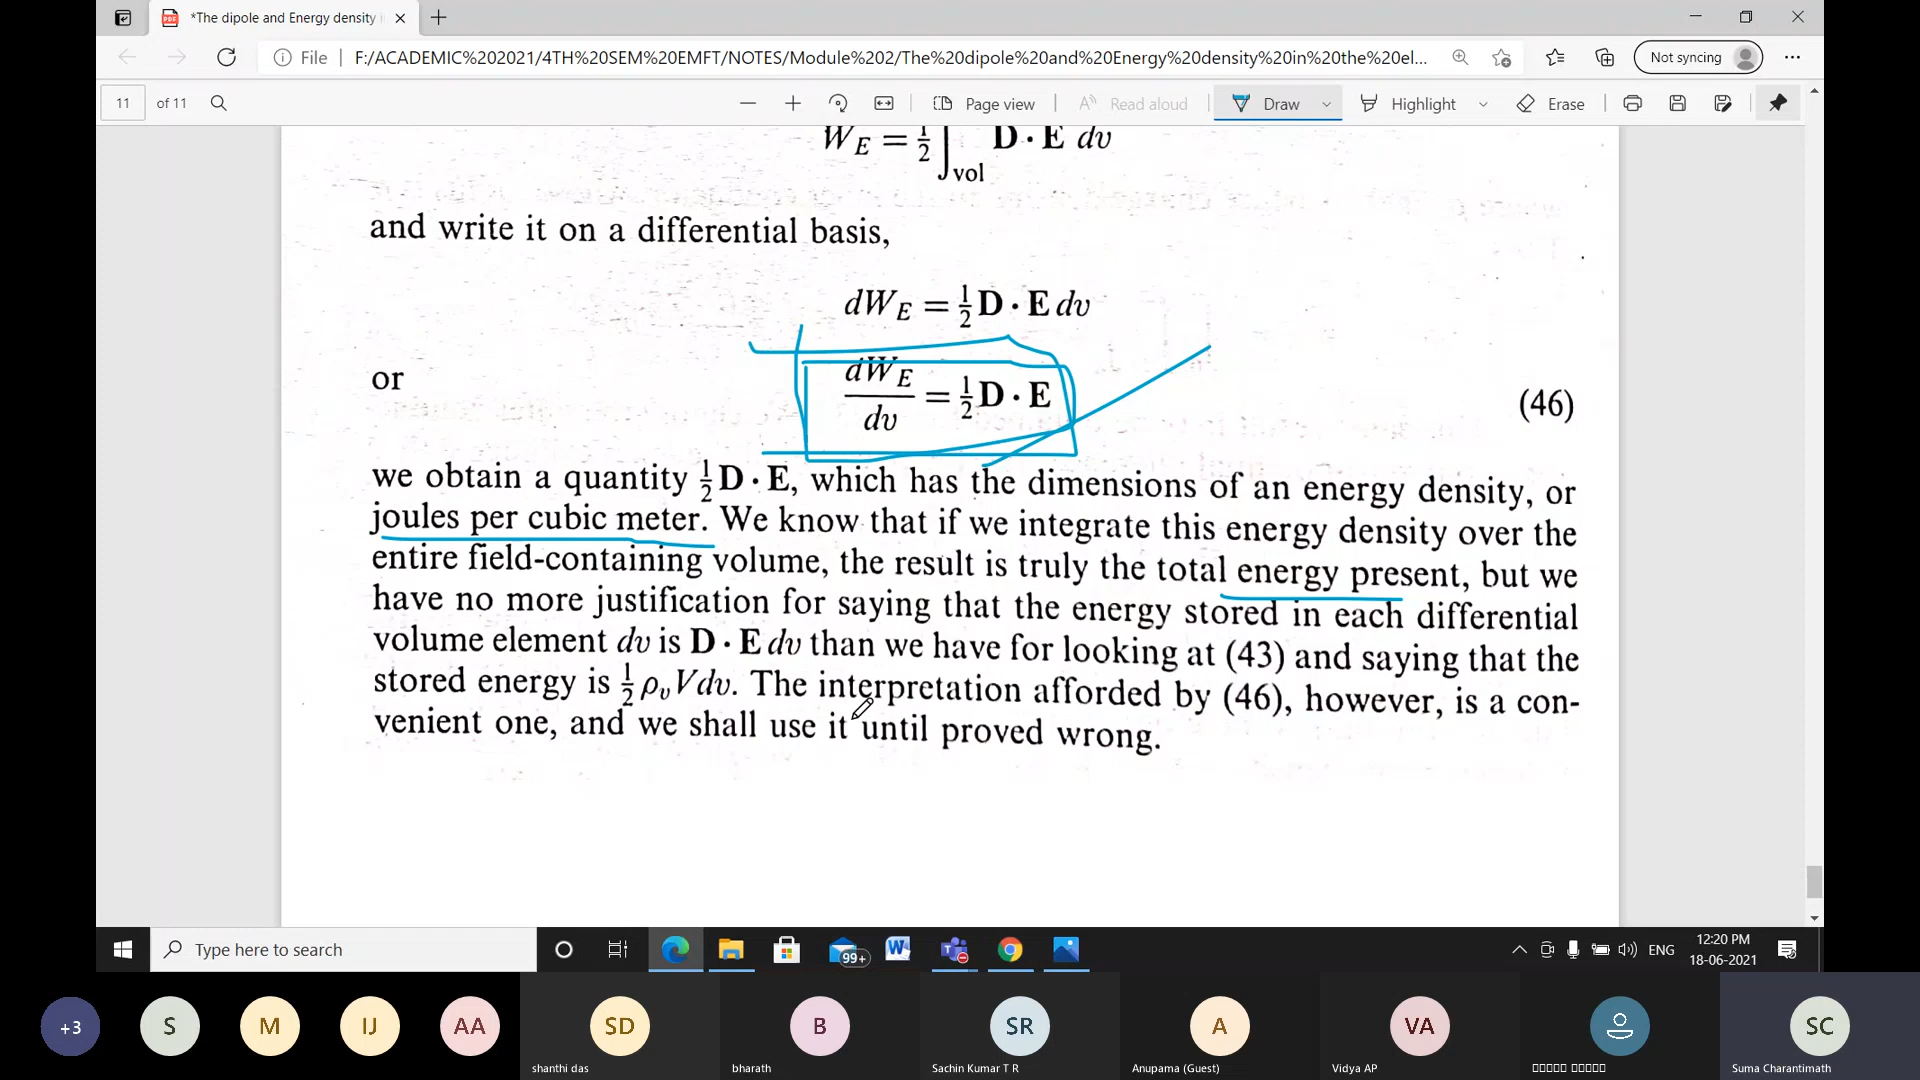 *The dipole and Energy density i
File F:/ACADEMIC%202021/4TH%20SEM%20EMFT/NOTES/Module%202/The%20dipole%20and%20Energy%20density%20in%20the%20el... Not syncing
11 of 11 Page view Read aloud Draw Highlight Erase
W_E = ½ ∫_vol D · E dv
and write it on a differential basis,
dW_E = ½ D · E dv
or dW_E/dv = ½ D · E (46)
we obtain a quantity ½ D · E, which has the dimensions of an energy density, or
joules per cubic meter. We know that if we integrate this energy density over the
entire field-containing volume, the result is truly the total energy present, but we
have no more justification for saying that the energy stored in each differential
volume element dv is D · E dv than we have for looking at (43) and saying that the
stored energy is ½ ρ_v V dv. The interpretation afforded by (46), however, is a con-
venient one, and we shall use it until proved wrong.
Type here to search 99+ ENG 12:20 PM
18-06-2021
+3 S M IJ AA SD B SR A VA SC
shanthi das bharath Sachin Kumar T R Anupama (Guest) Vidya AP Suma Charantimath